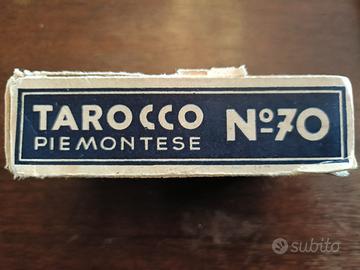 TAROCCO
PIEMONTESE
Nº70
subito